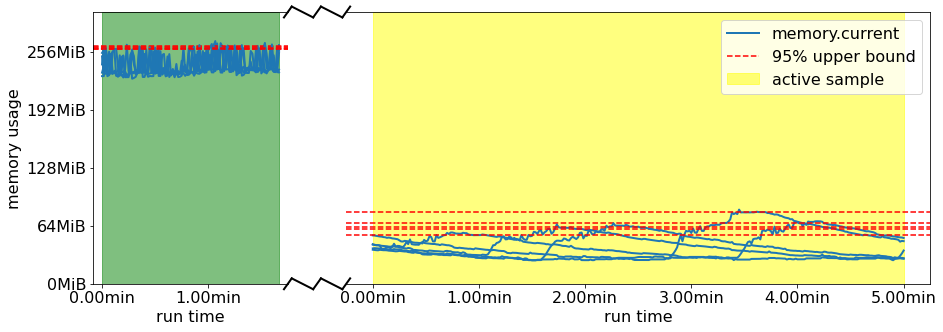 memory usage
256MiB
192MiB
128MiB
64MiB
0MiB
0.00min 1.00min
run time
memory.current
95% upper bound
active sample
0.00min 1.00min 2.00min 3.00min 4.00min 5.00min
run time